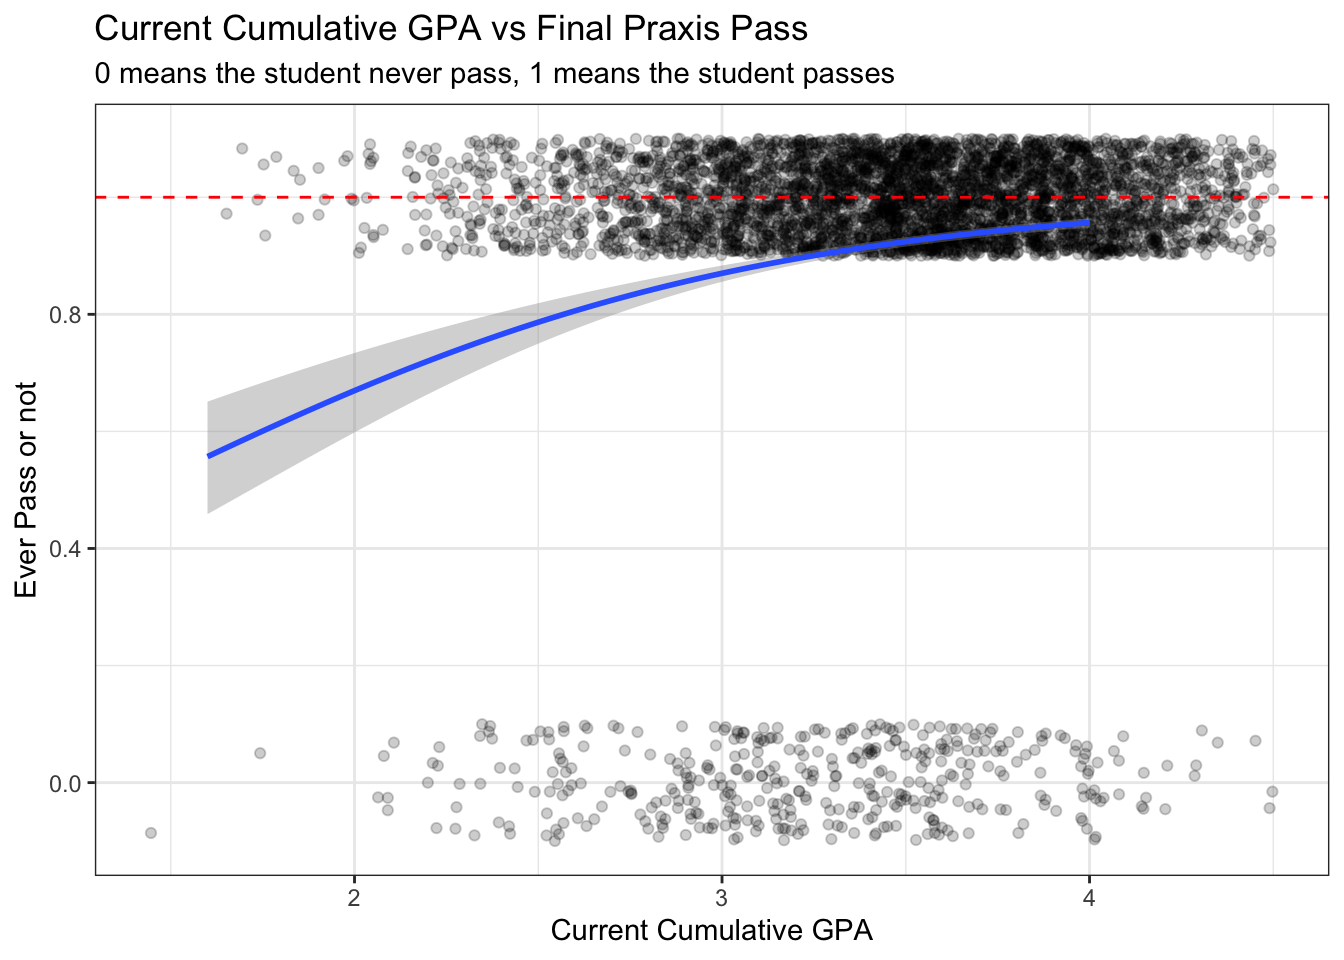 Current Cumulative GPA vs Final Praxis Pass
0 means the student never pass, 1 means the student passes
Ever Pass or not
0.8
0.4
0.0
2 3 4
Current Cumulative GPA